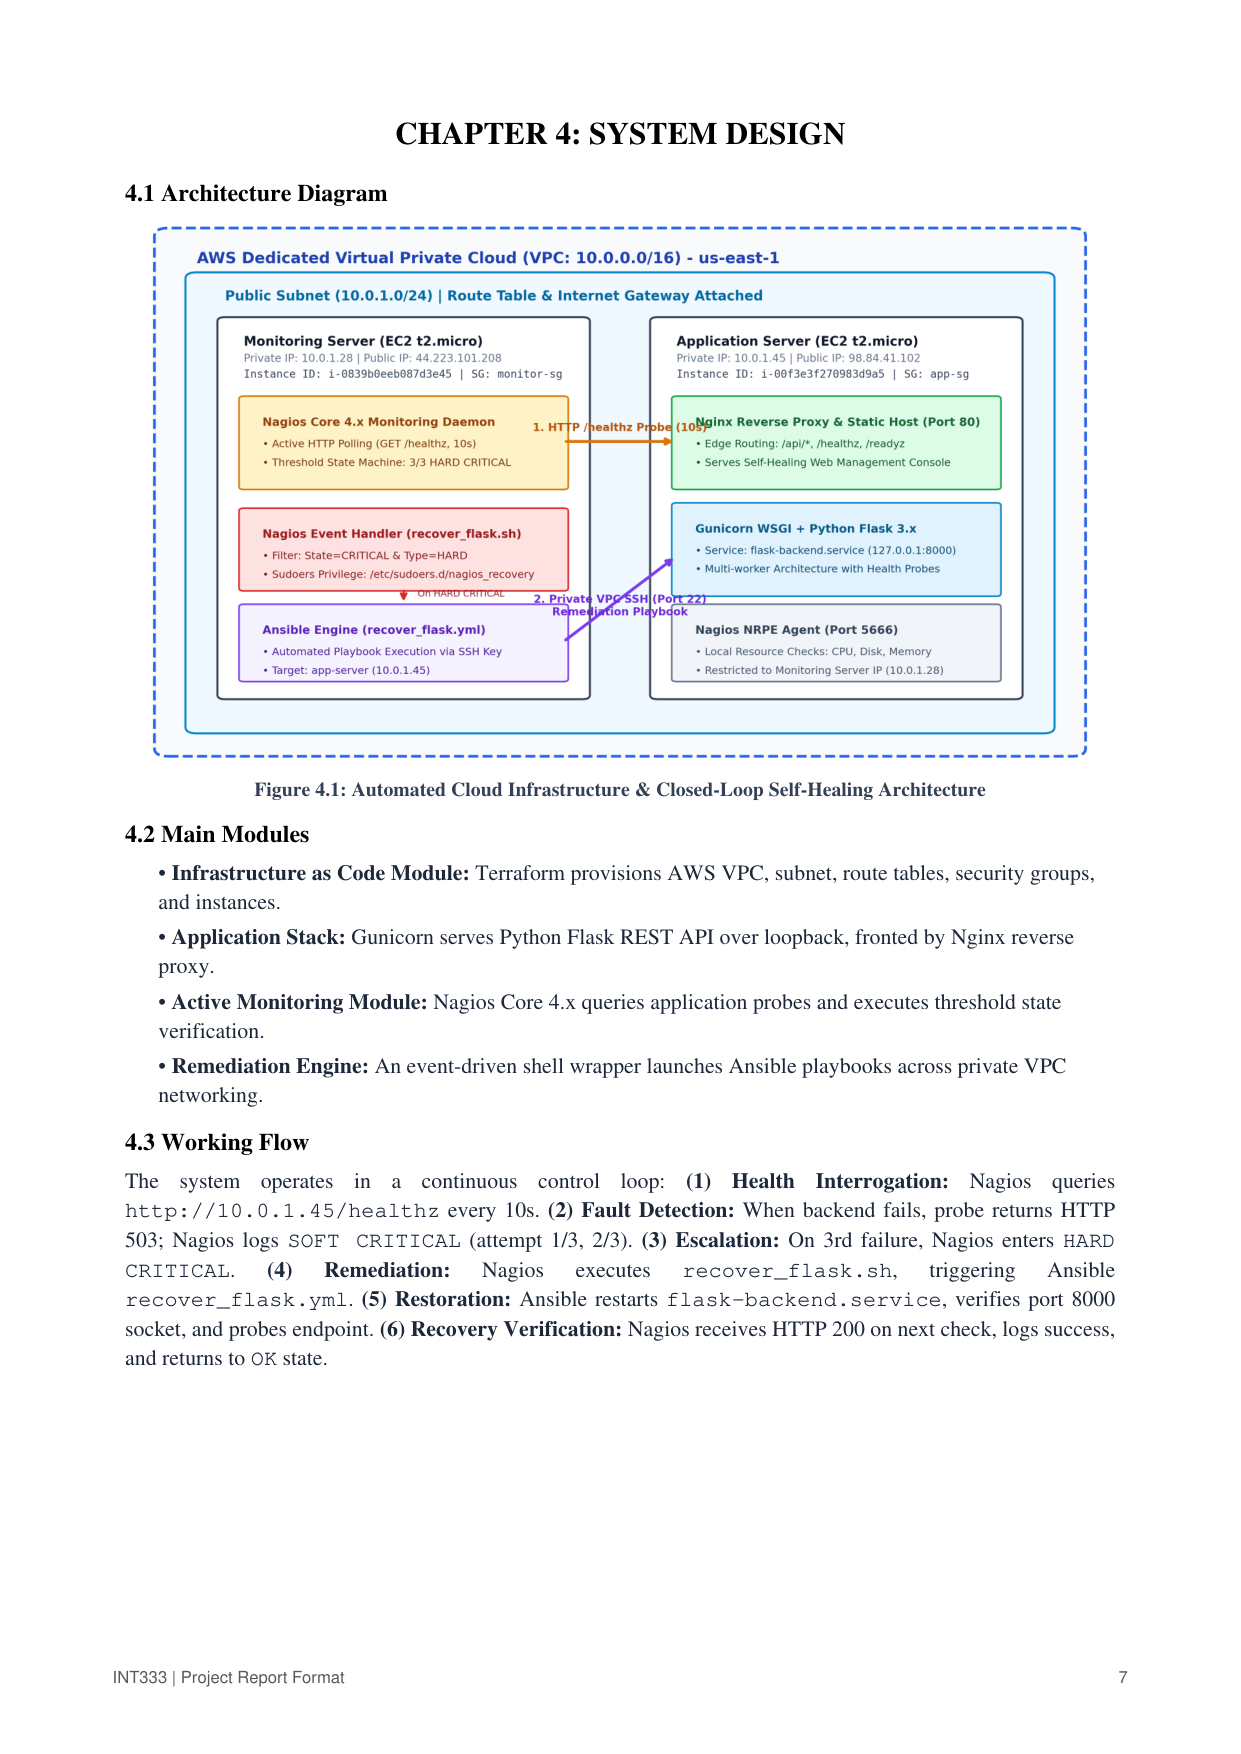 CHAPTER 4: SYSTEM DESIGN
4.1 Architecture Diagram
AWS Dedicated Virtual Private Cloud (VPC: 10.0.0.0/16) - us-east-1
Public Subnet (10.0.1.0/24) | Route Table & Internet Gateway Attached
Monitoring Server (EC2 t2.micro)
Private IP: 10.0.1.28 | Public IP: 44.223.101.208
Instance ID: i-0839b0eeb087d3e45 | SG: monitor-sg
Nagios Core 4.x Monitoring Daemon
• Active HTTP Polling (GET /healthz, 10s)
• Threshold State Machine: 3/3 HARD CRITICAL
Nagios Event Handler (recover_flask.sh)
• Filter: State=CRITICAL & Type=HARD
• Sudoers Privilege: /etc/sudoers.d/nagios_recovery
On HARD CRITICAL
Ansible Engine (recover_flask.yml)
• Automated Playbook Execution via SSH Key
• Target: app-server (10.0.1.45)
1. HTTP /healthz Probe (10s)
2. Private VPC SSH (Port 22)
Remediation Playbook
Application Server (EC2 t2.micro)
Private IP: 10.0.1.45 | Public IP: 98.84.41.102
Instance ID: i-00f3e3f270983d9a5 | SG: app-sg
Nginx Reverse Proxy & Static Host (Port 80)
• Edge Routing: /api/*, /healthz, /readyz
• Serves Self-Healing Web Management Console
Gunicorn WSGI + Python Flask 3.x
• Service: flask-backend.service (127.0.0.1:8000)
• Multi-worker Architecture with Health Probes
Nagios NRPE Agent (Port 5666)
• Local Resource Checks: CPU, Disk, Memory
• Restricted to Monitoring Server IP (10.0.1.28)
Figure 4.1: Automated Cloud Infrastructure & Closed-Loop Self-Healing Architecture
4.2 Main Modules
• Infrastructure as Code Module: Terraform provisions AWS VPC, subnet, route tables, security groups,
and instances.
• Application Stack: Gunicorn serves Python Flask REST API over loopback, fronted by Nginx reverse
proxy.
• Active Monitoring Module: Nagios Core 4.x queries application probes and executes threshold state
verification.
• Remediation Engine: An event-driven shell wrapper launches Ansible playbooks across private VPC
networking.
4.3 Working Flow
The system operates in a continuous control loop: (1) Health Interrogation: Nagios queries
http://10.0.1.45/healthz every 10s. (2) Fault Detection: When backend fails, probe returns HTTP
503; Nagios logs SOFT CRITICAL (attempt 1/3, 2/3). (3) Escalation: On 3rd failure, Nagios enters HARD
CRITICAL. (4) Remediation: Nagios executes recover_flask.sh, triggering Ansible
recover_flask.yml. (5) Restoration: Ansible restarts flask-backend.service, verifies port 8000
socket, and probes endpoint. (6) Recovery Verification: Nagios receives HTTP 200 on next check, logs success,
and returns to OK state.
INT333 | Project Report Format
7